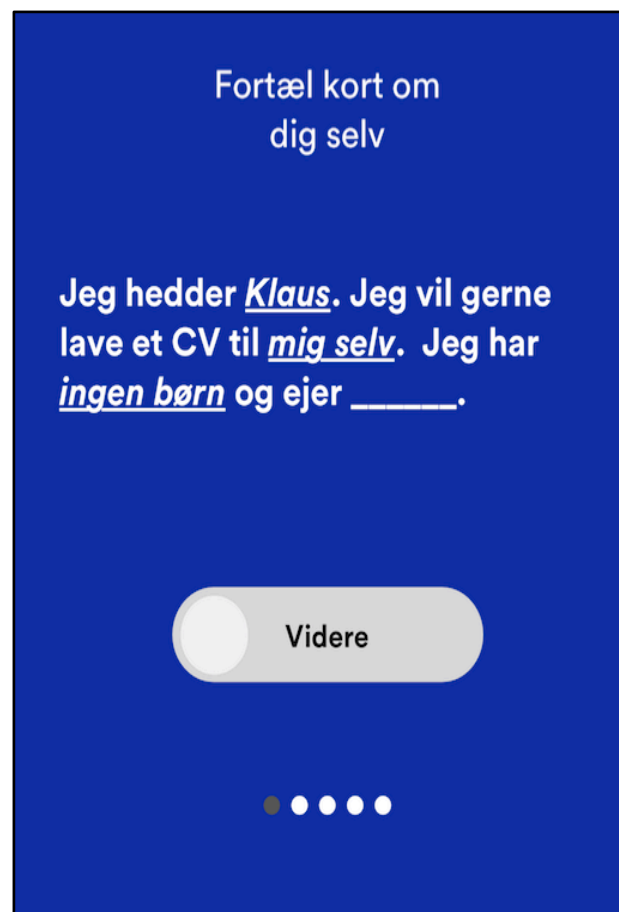 Fortæl kort om
dig selv
Jeg hedder Klaus. Jeg vil gerne
lave et CV til mig selv. Jeg har
ingen børn og ejer ______.
Videre